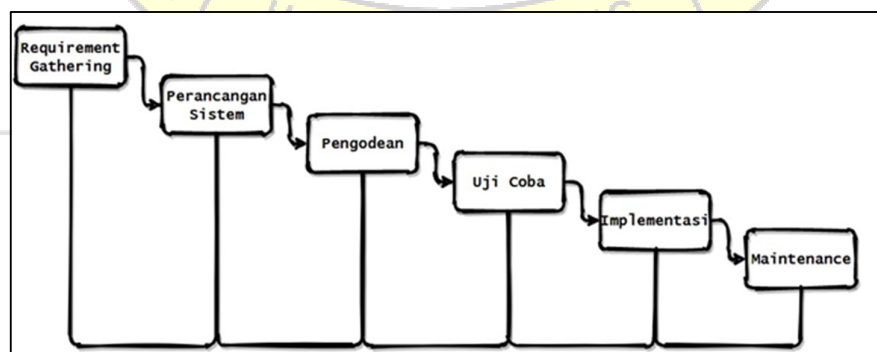 Requirement
Gathering
Perancangan
Sistem
Pengodean
Uji Coba
Implementasi
Maintenance